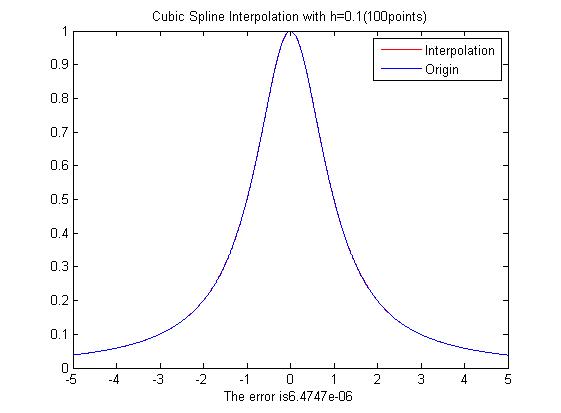 Cubic Spline Interpolation with h=0.1(100points)
1
0.9
0.8
0.7
0.6
0.5
0.4
0.3
0.2
0.1
0
Interpolation
Origin
-5 -4 -3 -2 -1 0 1 2 3 4 5
The error is6.4747e-06